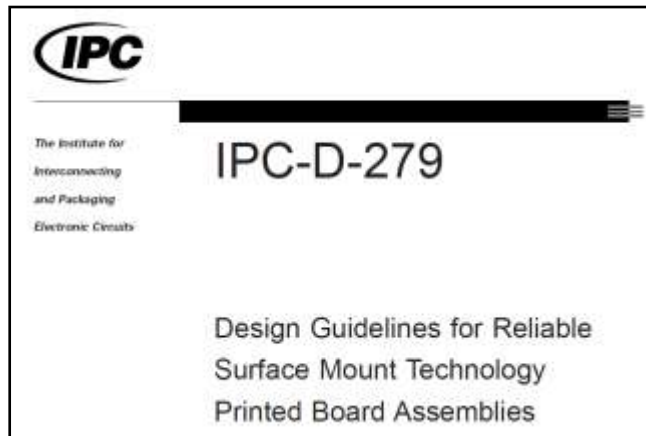 IPC
The Institute for
Interconnecting
and Packaging
Electronic Circuits
IPC-D-279
Design Guidelines for Reliable
Surface Mount Technology
Printed Board Assemblies